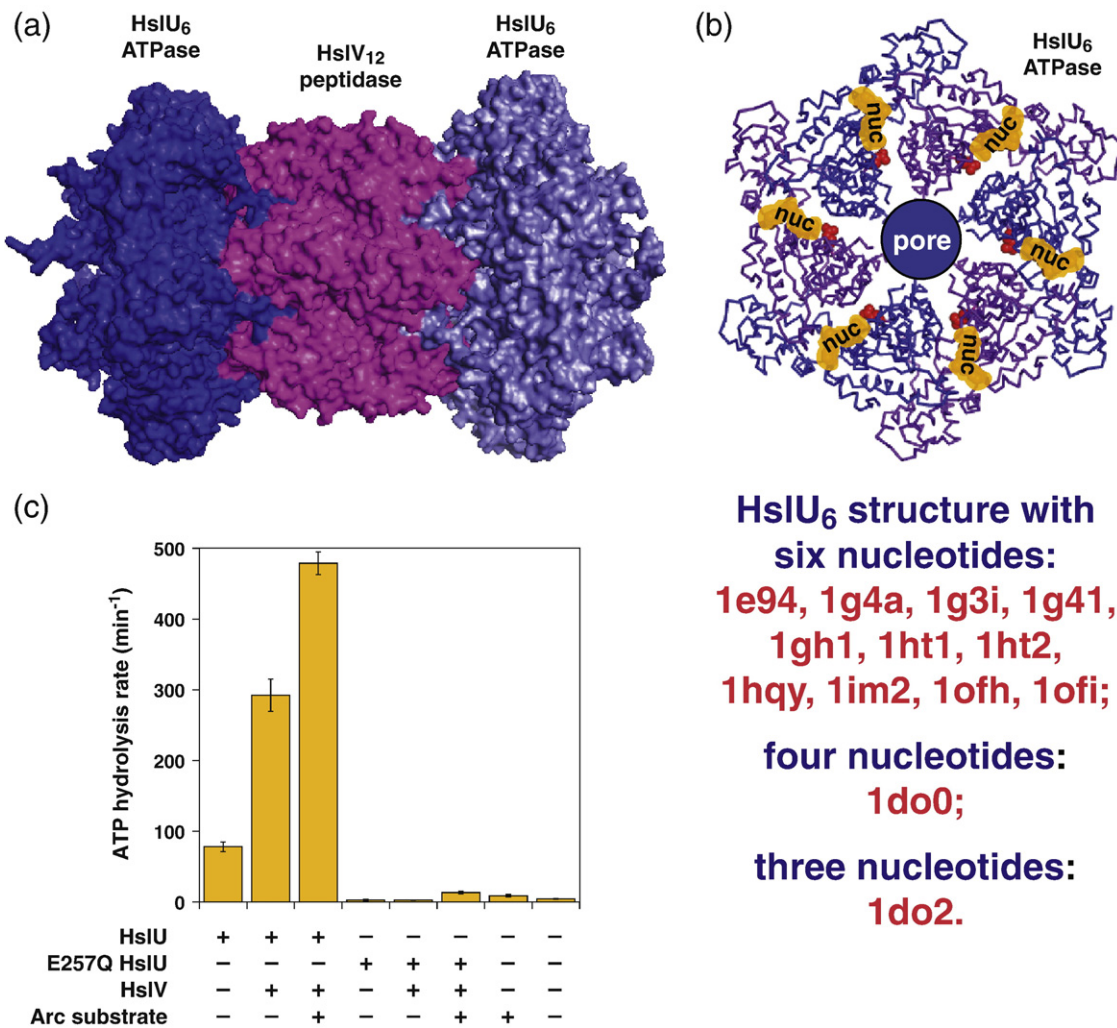 (a)
HslU6
ATPase
HslV12
peptidase
HslU6
ATPase
(b)
HslU6
ATPase
nuc
nuc
nuc
pore
nuc
nuc
nuc
(c)
ATP hydrolysis rate (min-1)
500
400
300
200
100
0
HslU + + + – – – – –
E257Q HslU – – – + + + – –
HslV – + + – + + – –
Arc substrate – – + – – + + –
HslU6 structure with
six nucleotides:
1e94, 1g4a, 1g3i, 1g41,
1gh1, 1ht1, 1ht2,
1hqy, 1im2, 1ofh, 1ofi;
four nucleotides:
1do0;
three nucleotides:
1do2.